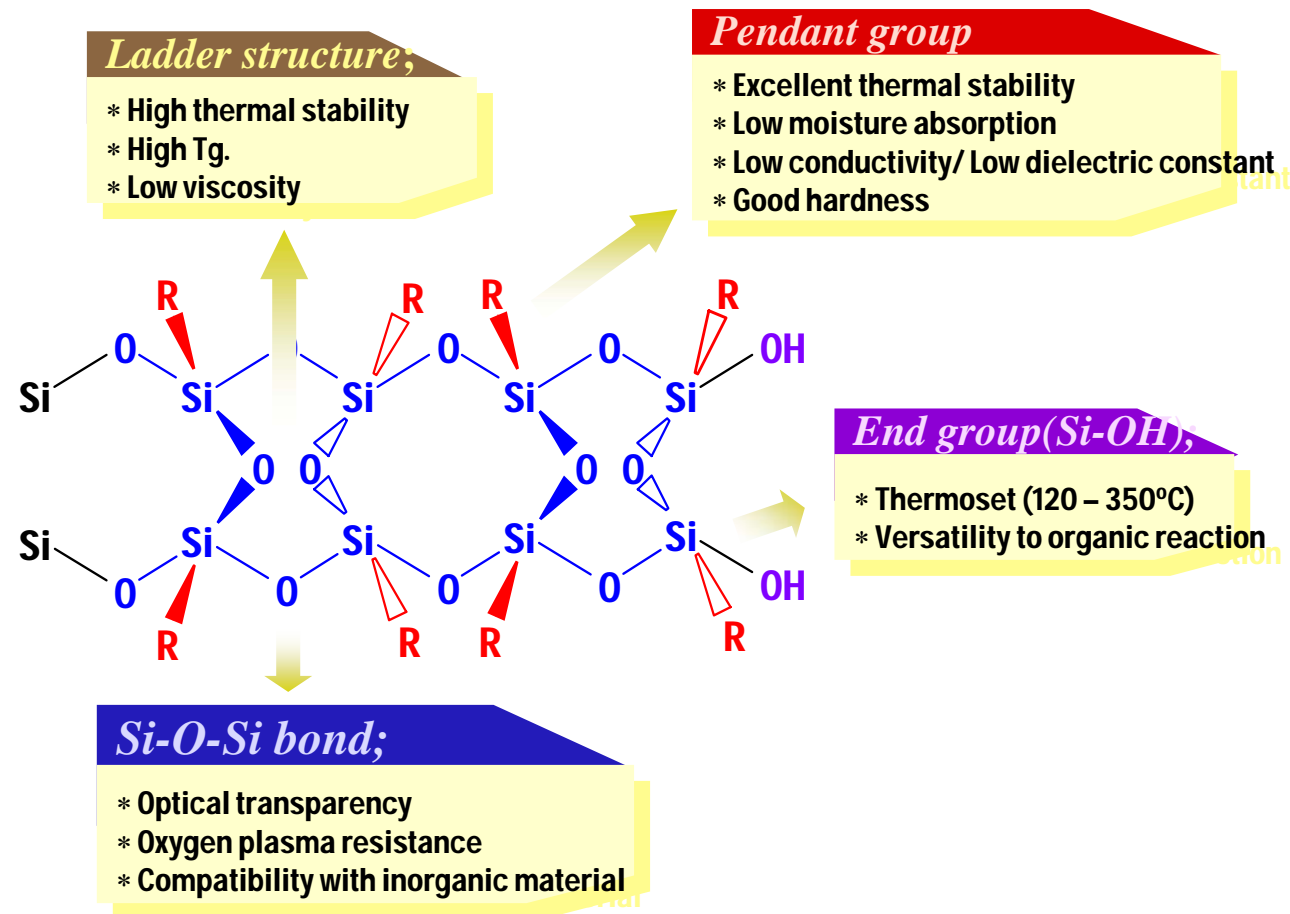 Ladder structure;
* High thermal stability
* High Tg.
* Low viscosity
Pendant group
* Excellent thermal stability
* Low moisture absorption
* Low conductivity/ Low dielectric constant
* Good hardness
R R R R
O O O OH
Si Si Si Si Si
O O O O
Si Si Si Si Si
O O O O OH
R R R R
End group(Si-OH);
* Thermoset (120 – 350ºC)
* Versatility to organic reaction
Si-O-Si bond;
* Optical transparency
* Oxygen plasma resistance
* Compatibility with inorganic material